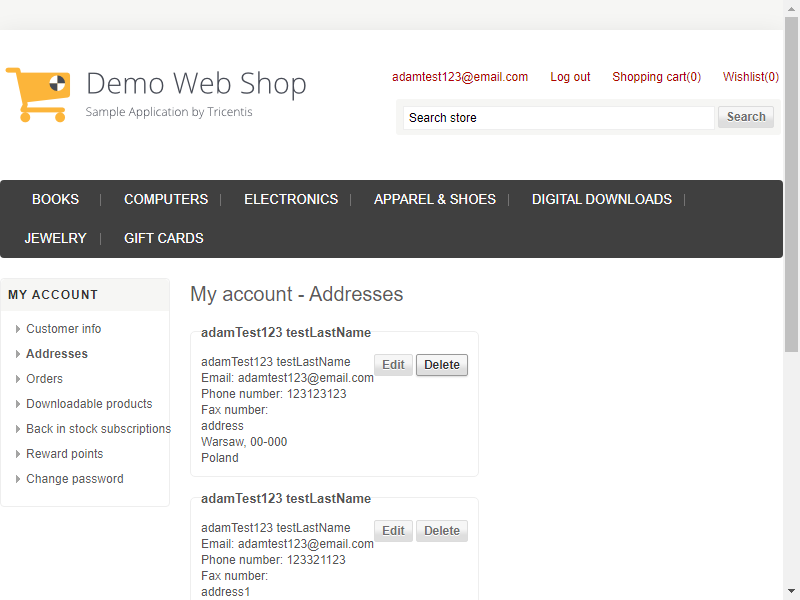 Demo Web Shop
Sample Application by Tricentis
adamtest123@email.com Log out Shopping cart(0) Wishlist(0)
Search store Search
BOOKS COMPUTERS ELECTRONICS APPAREL & SHOES DIGITAL DOWNLOADS
JEWELRY GIFT CARDS
MY ACCOUNT
Customer info
Addresses
Orders
Downloadable products
Back in stock subscriptions
Reward points
Change password
My account - Addresses
adamTest123 testLastName
adamTest123 testLastName Edit Delete
Email: adamtest123@email.com
Phone number: 123123123
Fax number:
address
Warsaw, 00-000
Poland
adamTest123 testLastName
adamTest123 testLastName Edit Delete
Email: adamtest123@email.com
Phone number: 123321123
Fax number:
address1